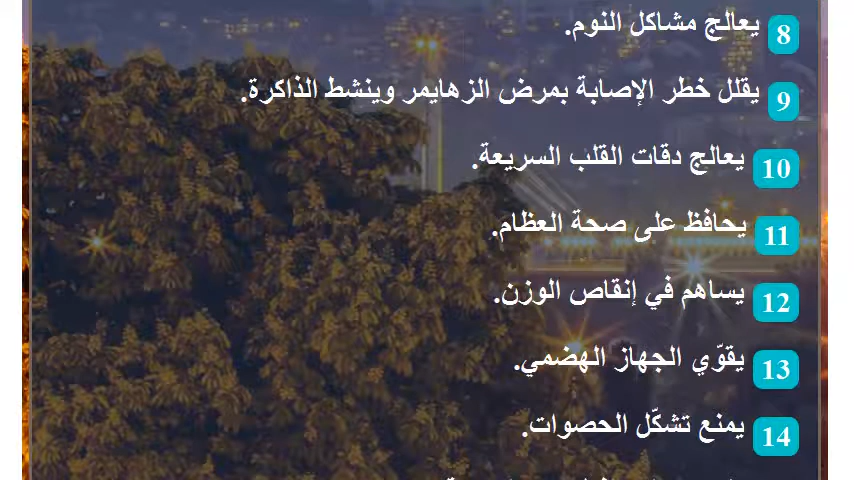 8 يعالج مشاكل النوم.
9 يقلل خطر الإصابة بمرض الزهايمر وينشط الذاكرة.
10 يعالج دقات القلب السريعة.
11 يحافظ على صحة العظام.
12 يساهم في إنقاص الوزن.
13 يقوّي الجهاز الهضمي.
14 يمنع تشكّل الحصوات.